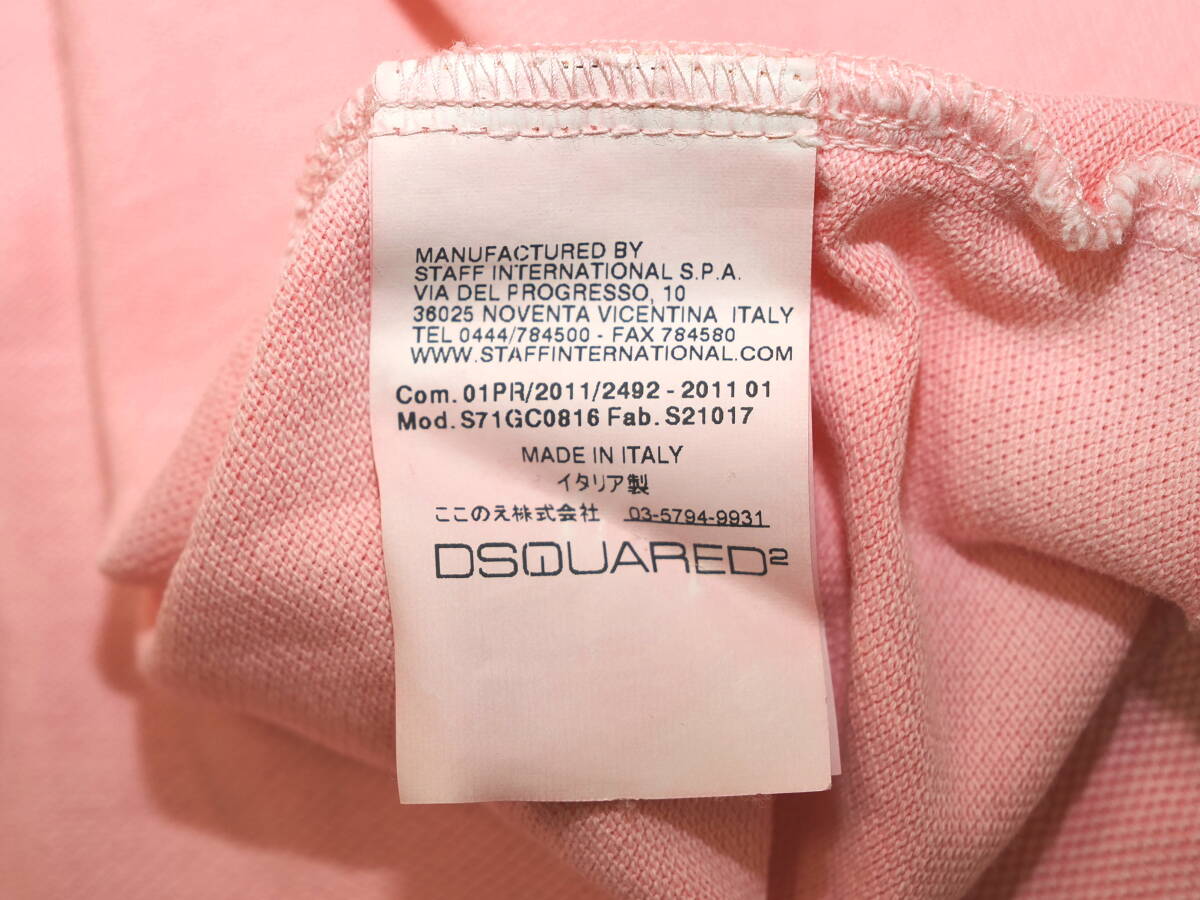 MANUFACTURED BY
STAFF INTERNATIONAL S.P.A.
VIA DEL PROGRESSO, 10
36025 NOVENTA VICENTINA ITALY
TEL 0444/784500 - FAX 784580
WWW.STAFFINTERNATIONAL.COM
Com. 01PR/2011/2492 - 2011 01
Mod. S71GC0816 Fab. S21017
MADE IN ITALY
イタリア製
ここのえ株式会社 03-5794-9931
DSQUARED²